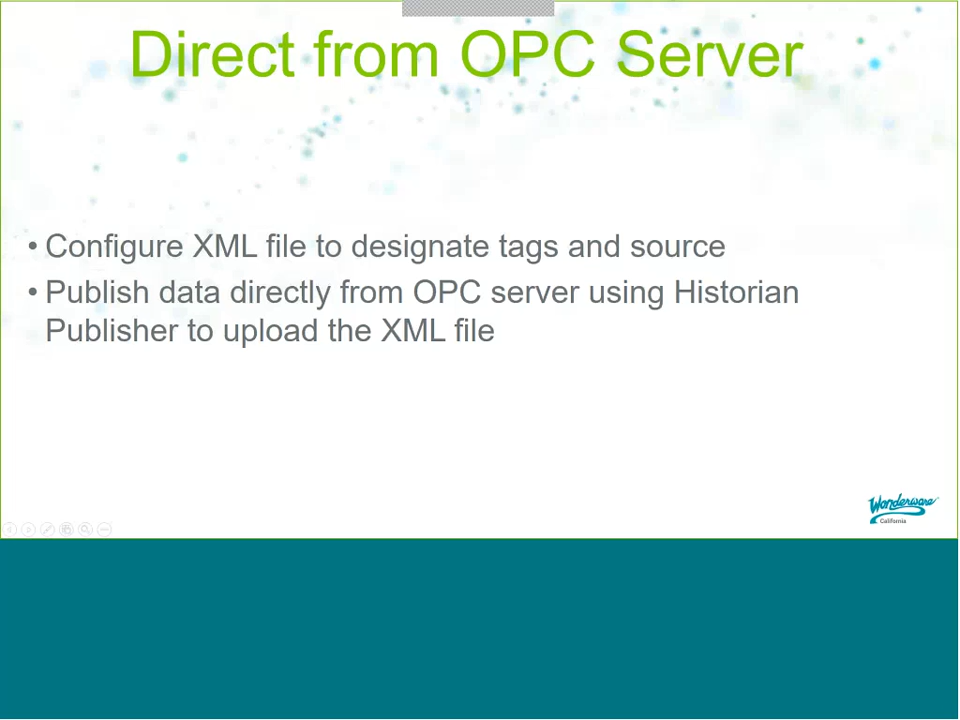 Direct from OPC Server
• Configure XML file to designate tags and source
• Publish data directly from OPC server using Historian
Publisher to upload the XML file
Wonderware
California